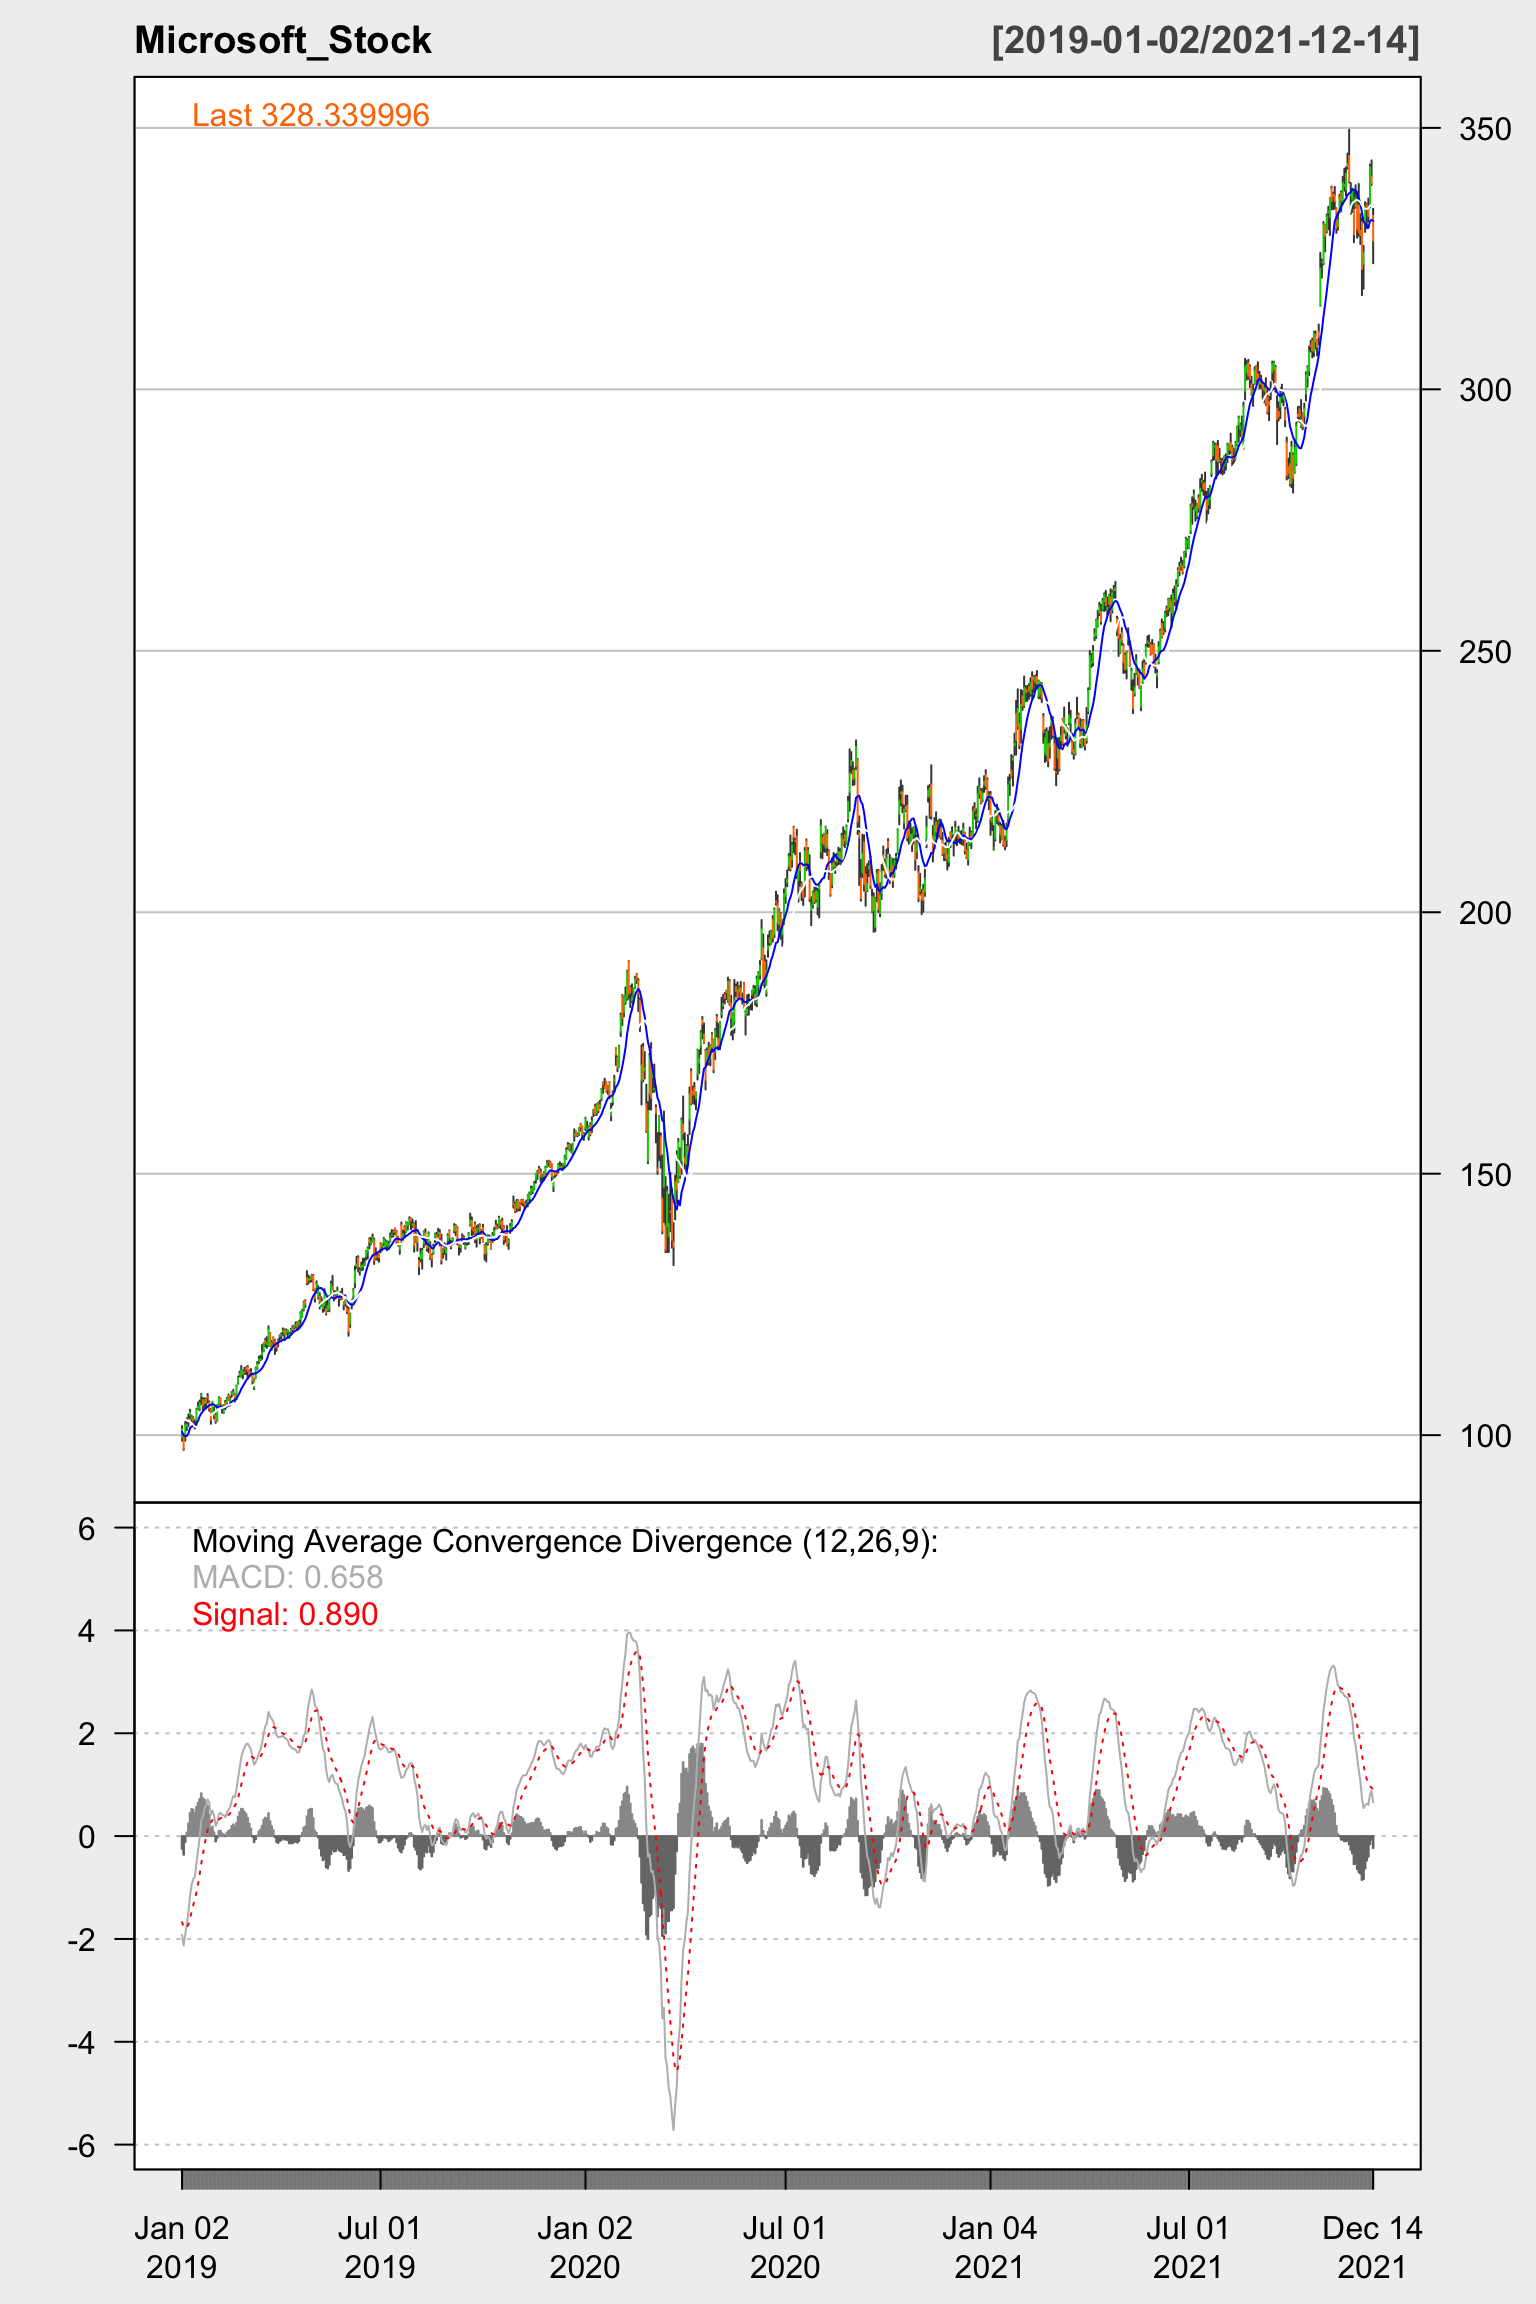 Microsoft_Stock
[2019-01-02/2021-12-14]
Last 328.339996
350
300
250
200
150
100
6
4
2
0
-2
-4
-6
Moving Average Convergence Divergence (12,26,9):
MACD: 0.658
Signal: 0.890
Jan 02 Jul 01 Jan 02 Jul 01 Jan 04 Jul 01 Dec 14
2019 2019 2020 2020 2021 2021 2021